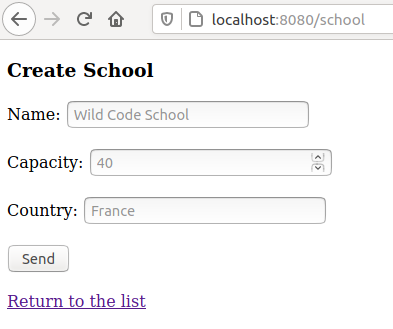 localhost:8080/school
Create School
Name: Wild Code School
Capacity: 40
Country: France
Send
Return to the list